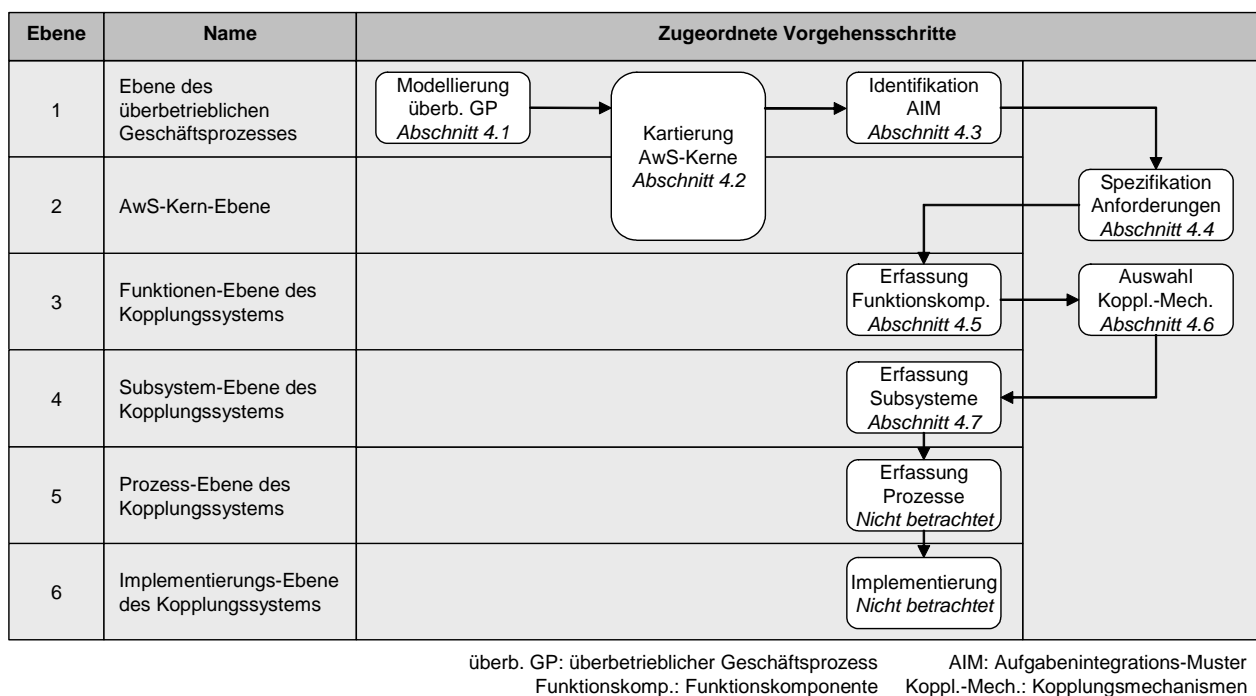 Ebene
Name
Zugeordnete Vorgehensschritte
1
Ebene des
überbetrieblichen
Geschäftsprozesses
Modellierung
überb. GP
Abschnitt 4.1
Kartierung
AwS-Kerne
Abschnitt 4.2
Identifikation
AIM
Abschnitt 4.3
2
AwS-Kern-Ebene
Spezifikation
Anforderungen
Abschnitt 4.4
3
Funktionen-Ebene des
Kopplungssystems
Erfassung
Funktionskomp.
Abschnitt 4.5
Auswahl
Koppl.-Mech.
Abschnitt 4.6
4
Subsystem-Ebene des
Kopplungssystems
Erfassung
Subsysteme
Abschnitt 4.7
5
Prozess-Ebene des
Kopplungssystems
Erfassung
Prozesse
Nicht betrachtet
6
Implementierungs-Ebene
des Kopplungssystems
Implementierung
Nicht betrachtet
überb. GP: überbetrieblicher Geschäftsprozess
AIM: Aufgabenintegrations-Muster
Funktionskomp.: Funktionskomponente
Koppl.-Mech.: Kopplungsmechanismen